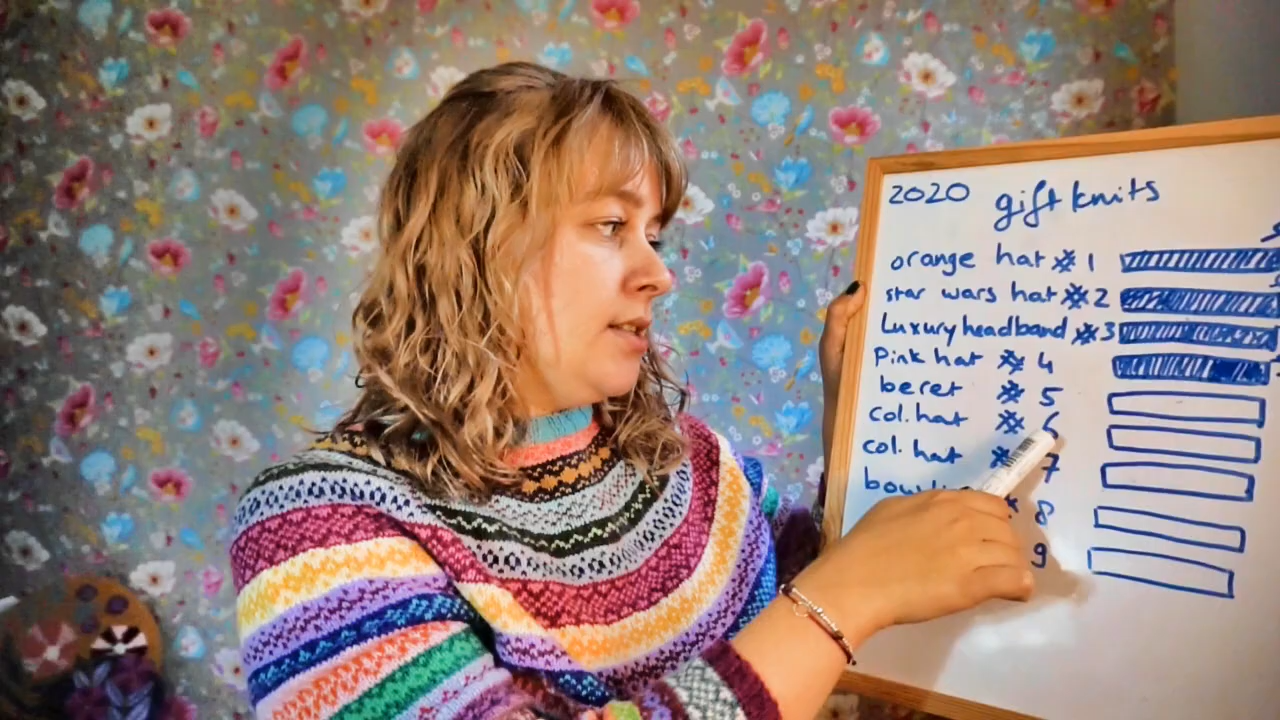 2020 gift knits
orange hat # 1
star wars hat # 2
Luxury headband # 3
Pink hat # 4
beret # 5
col. hat # 6
col. hat # 7
8
9